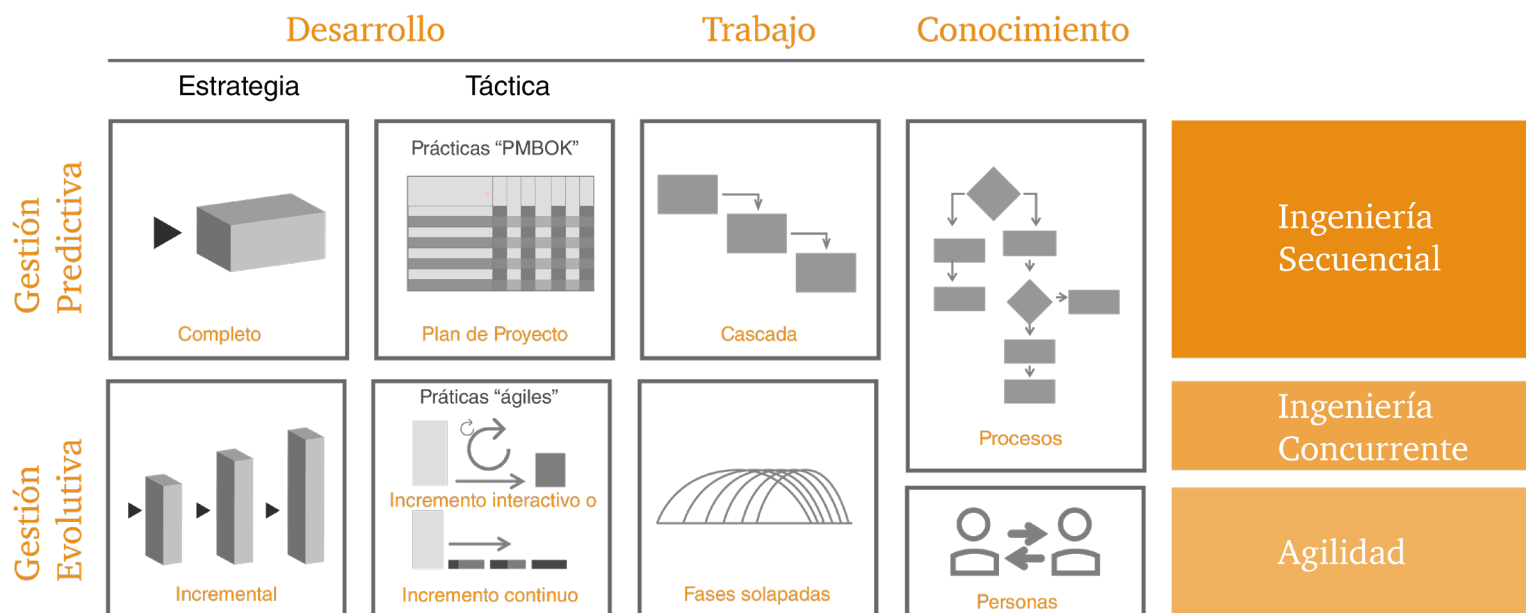 Desarrollo
Trabajo
Conocimiento
Estrategia
Táctica
Gestión
Predictiva
Completo
Prácticas “PMBOK”
Plan de Proyecto
Cascada
Procesos
Ingeniería
Secuencial
Gestión
Evolutiva
Incremental
Práticas “ágiles”
Incremento interactivo o
Incremento continuo
Fases solapadas
Personas
Ingeniería
Concurrente
Agilidad